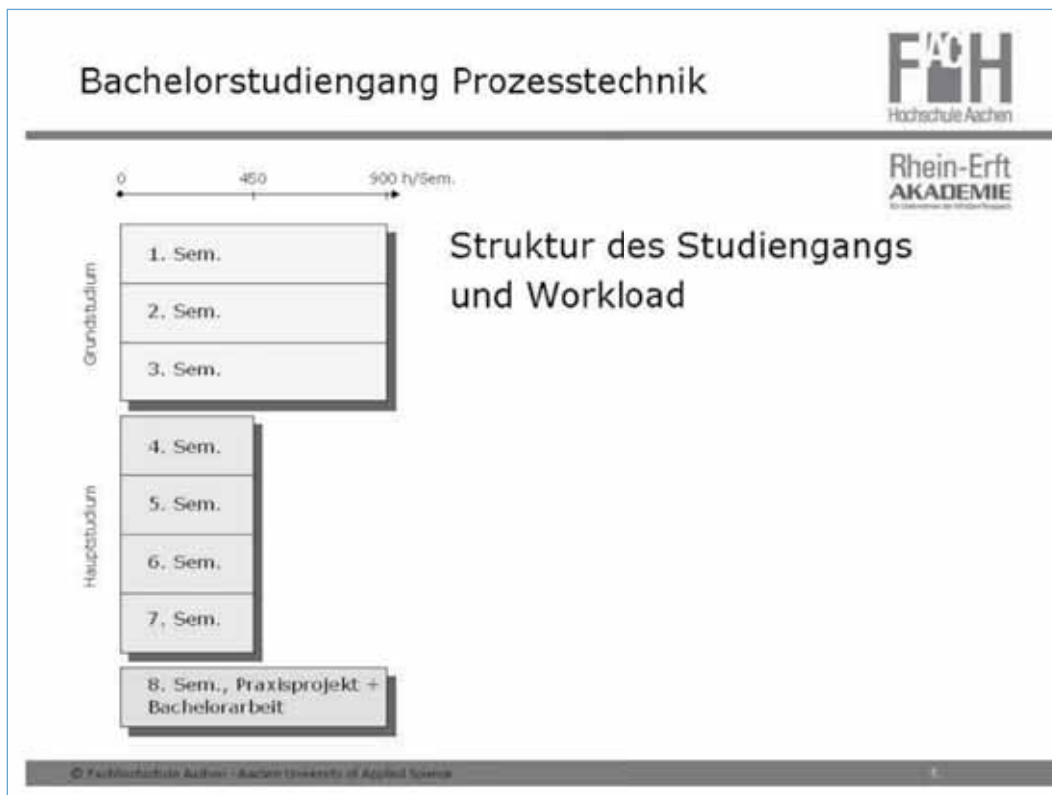 Bachelorstudiengang Prozesstechnik
FACH
Hochschule Aachen
Rhein-Erft
AKADEMIE
0 450 900 h/Sem.
Struktur des Studiengangs
und Workload
Grundstudium
1. Sem.
2. Sem.
3. Sem.
Hauptstudium
4. Sem.
5. Sem.
6. Sem.
7. Sem.
8. Sem., Praxisprojekt +
Bachelorarbeit
© Fachhochschule Aachen - Aachen University of Applied Science